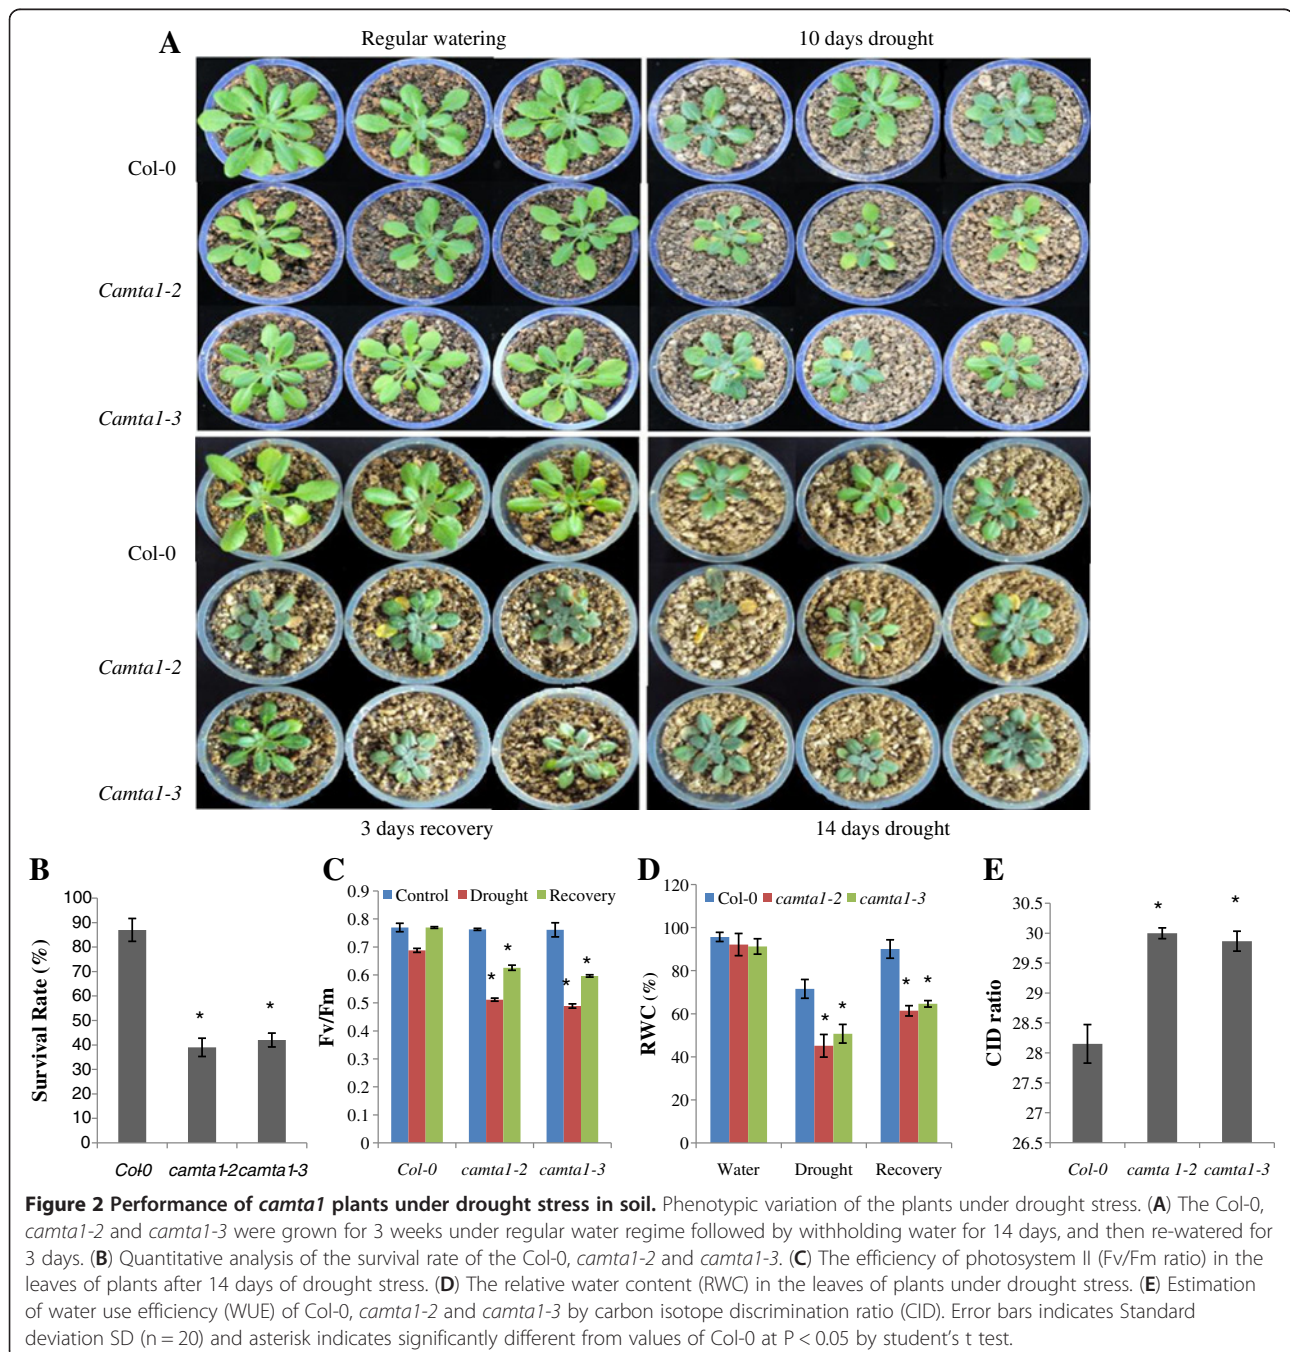 A
Regular watering
10 days drought
Col-0
Camta1-2
Camta1-3
Col-0
Camta1-2
Camta1-3
3 days recovery
14 days drought
B
Survival Rate (%)
100
90
80
70
60
50
40
30
20
10
0
*
*
Col-0
camta1-2
camta1-3
C
Fv/Fm
0.9
0.8
0.7
0.6
0.5
0.4
0.3
0.2
0.1
0
Control
Drought
Recovery
*
*
*
*
Col-0
camta1-2
camta1-3
D
RWC (%)
120
100
80
60
40
20
0
Col-0
camta1-2
camta1-3
*
*
*
*
Water
Drought
Recovery
E
CID ratio
30.5
30
29.5
29
28.5
28
27.5
27
26.5
*
*
Col-0
camta 1-2
camta1-3
Figure 2 Performance of camta1 plants under drought stress in soil. Phenotypic variation of the plants under drought stress. (A) The Col-0,
camta1-2 and camta1-3 were grown for 3 weeks under regular water regime followed by withholding water for 14 days, and then re-watered for
3 days. (B) Quantitative analysis of the survival rate of the Col-0, camta1-2 and camta1-3. (C) The efficiency of photosystem II (Fv/Fm ratio) in the
leaves of plants after 14 days of drought stress. (D) The relative water content (RWC) in the leaves of plants under drought stress. (E) Estimation
of water use efficiency (WUE) of Col-0, camta1-2 and camta1-3 by carbon isotope discrimination ratio (CID). Error bars indicates Standard
deviation SD (n = 20) and asterisk indicates significantly different from values of Col-0 at P < 0.05 by student's t test.